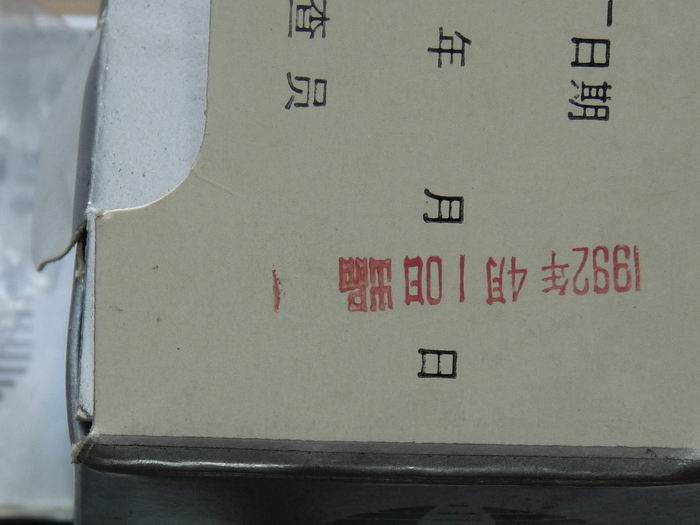 日期
年 月 日
查员
1992年4月10日